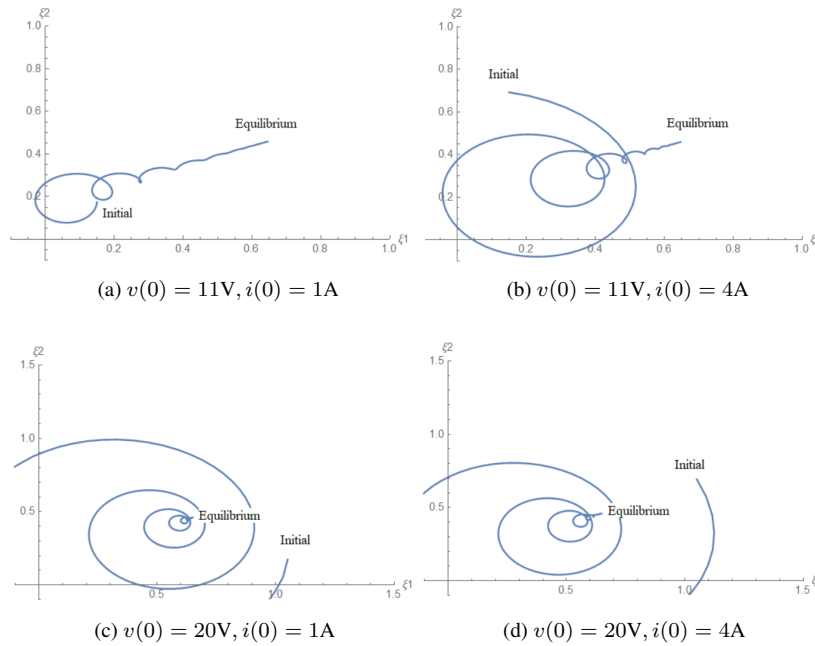 ξ2
1.0
0.8
0.6
0.4
0.2
Equilibrium
Initial
0.2 0.4 0.6 0.8 1.0 ξ1
(a) v(0) = 11V, i(0) = 1A
ξ2
1.0
0.8
0.6
0.4
0.2
Initial
Equilibrium
0.2 0.4 0.6 0.8 1.0 ξ1
(b) v(0) = 11V, i(0) = 4A
ξ2
1.5
1.0
0.5
Equilibrium
Initial
0.5 1.0 1.5 ξ1
(c) v(0) = 20V, i(0) = 1A
ξ2
1.5
1.0
0.5
Initial
Equilibrium
0.5 1.0 1.5
(d) v(0) = 20V, i(0) = 4A